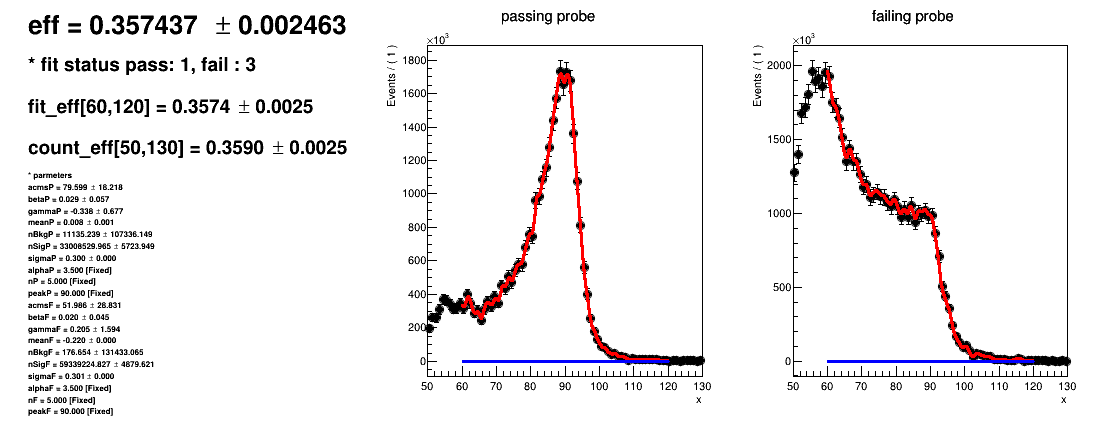 eff = 0.357437 ± 0.002463
* fit status pass: 1, fail : 3
fit_eff[60,120] = 0.3574 ± 0.0025
count_eff[50,130] = 0.3590 ± 0.0025
* parmeters
acmsP = 79.599 ± 18.218
betaP = 0.029 ± 0.057
gammaP = -0.338 ± 0.677
meanP = 0.008 ± 0.001
nBkgP = 11135.239 ± 107336.149
nSigP = 33008529.965 ± 5723.949
sigmaP = 0.300 ± 0.000
alphaP = 3.500 [Fixed]
nP = 5.000 [Fixed]
peakP = 90.000 [Fixed]
acmsF = 51.986 ± 28.831
betaF = 0.020 ± 0.045
gammaF = 0.205 ± 1.594
meanF = -0.220 ± 0.000
nBkgF = 176.654 ± 131433.065
nSigF = 59339224.827 ± 4879.621
sigmaF = 0.301 ± 0.000
alphaF = 3.500 [Fixed]
nF = 5.000 [Fixed]
peakF = 90.000 [Fixed]
passing probe
×10³
Events / ( 1 )
1800
1600
1400
1200
1000
800
600
400
200
0
50 60 70 80 90 100 110 120 130
x
failing probe
×10³
Events / ( 1 )
2000
1500
1000
500
0
50 60 70 80 90 100 110 120 130
x